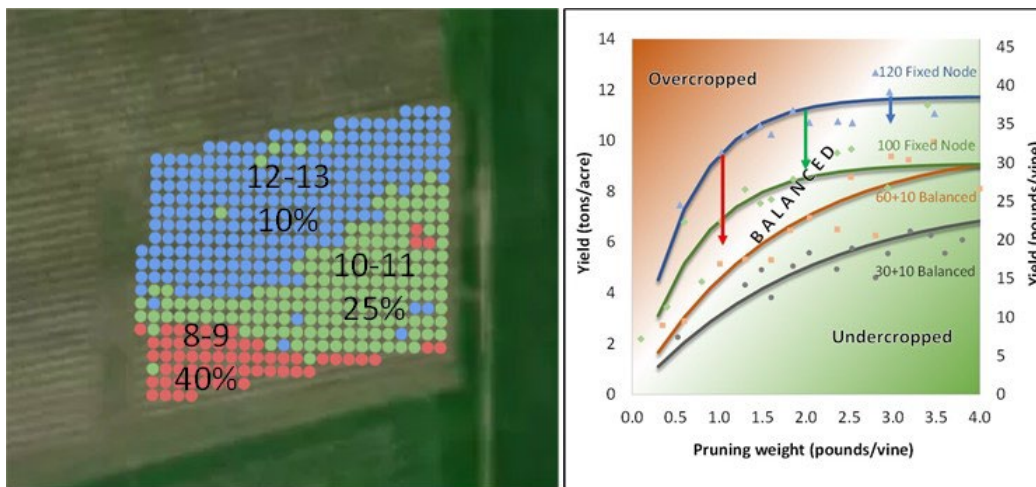 12-13
10%
10-11
25%
8-9
40%
Yield (tons/acre)
14
12
10
8
6
4
2
0
Overcropped
BALANCED
Undercropped
120 Fixed Node
100 Fixed Node
60+10 Balanced
30+10 Balanced
45
40
35
30
25
20
15
10
5
0
Yield (pounds/vine)
0.0 0.5 1.0 1.5 2.0 2.5 3.0 3.5 4.0
Pruning weight (pounds/vine)